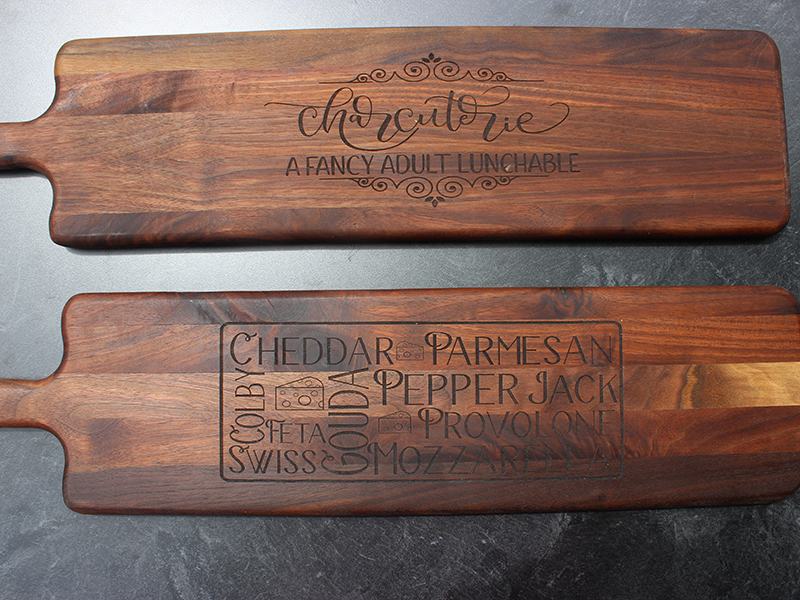 charcuterie
A FANCY ADULT LUNCHABLE
CHEDDAR PARMESAN
COLBY
GOUDA
PEPPER JACK
FETA
PROVOLONE
SWISS
MOZZARELLA